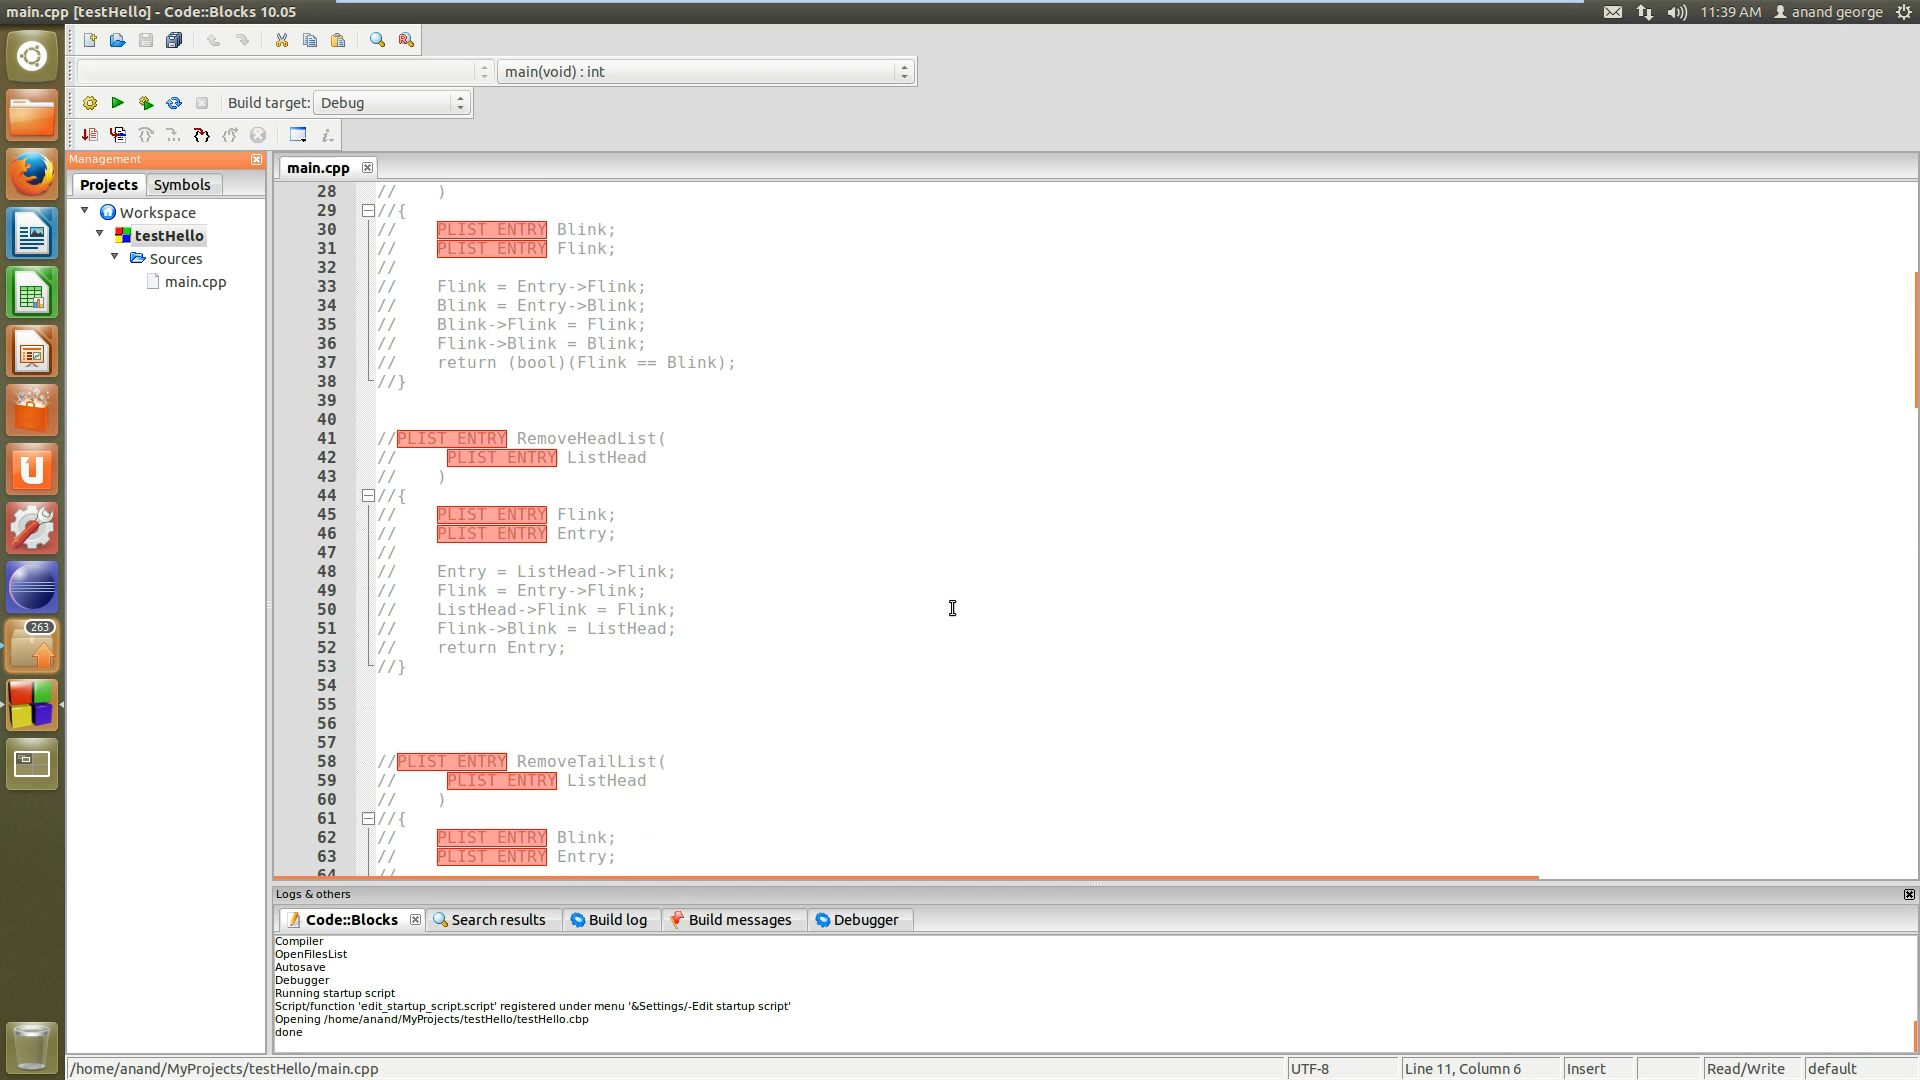 main.cpp [testHello] - Code::Blocks 10.05
11:39 AM
anand george
main(void) : int
Build target: Debug
Management
Projects Symbols
Workspace
testHello
Sources
main.cpp
263
main.cpp
28 // )
29 //{
30 // PLIST_ENTRY Blink;
31 // PLIST_ENTRY Flink;
32 //
33 // Flink = Entry->Flink;
34 // Blink = Entry->Blink;
35 // Blink->Flink = Flink;
36 // Flink->Blink = Blink;
37 // return (bool)(Flink == Blink);
38 //}
39
40
41 //PLIST_ENTRY RemoveHeadList(
42 // PLIST_ENTRY ListHead
43 // )
44 //{
45 // PLIST_ENTRY Flink;
46 // PLIST_ENTRY Entry;
47 //
48 // Entry = ListHead->Flink;
49 // Flink = Entry->Flink;
50 // ListHead->Flink = Flink;
51 // Flink->Blink = ListHead;
52 // return Entry;
53 //}
54
55
56
57
58 //PLIST_ENTRY RemoveTailList(
59 // PLIST_ENTRY ListHead
60 // )
61 //{
62 // PLIST_ENTRY Blink;
63 // PLIST_ENTRY Entry;
64 //
Logs & others
Code::Blocks Search results Build log Build messages Debugger
Compiler
OpenFilesList
Autosave
Debugger
Running startup script
Script/function 'edit_startup_script.script' registered under menu '&Settings/-Edit startup script'
Opening /home/anand/MyProjects/testHello/testHello.cbp
done
/home/anand/MyProjects/testHello/main.cpp UTF-8 Line 11, Column 6 Insert Read/Write default